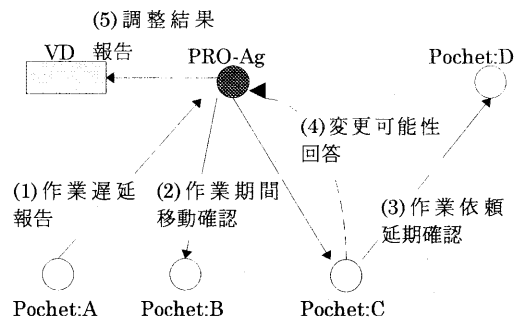 (5)調整結果
報告
VD
PRO-Ag
Pochet:D
(4)変更可能性
回答
(1)作業遅延
報告
(2)作業期間
移動確認
(3)作業依頼
延期確認
Pochet:A
Pochet:B
Pochet:C